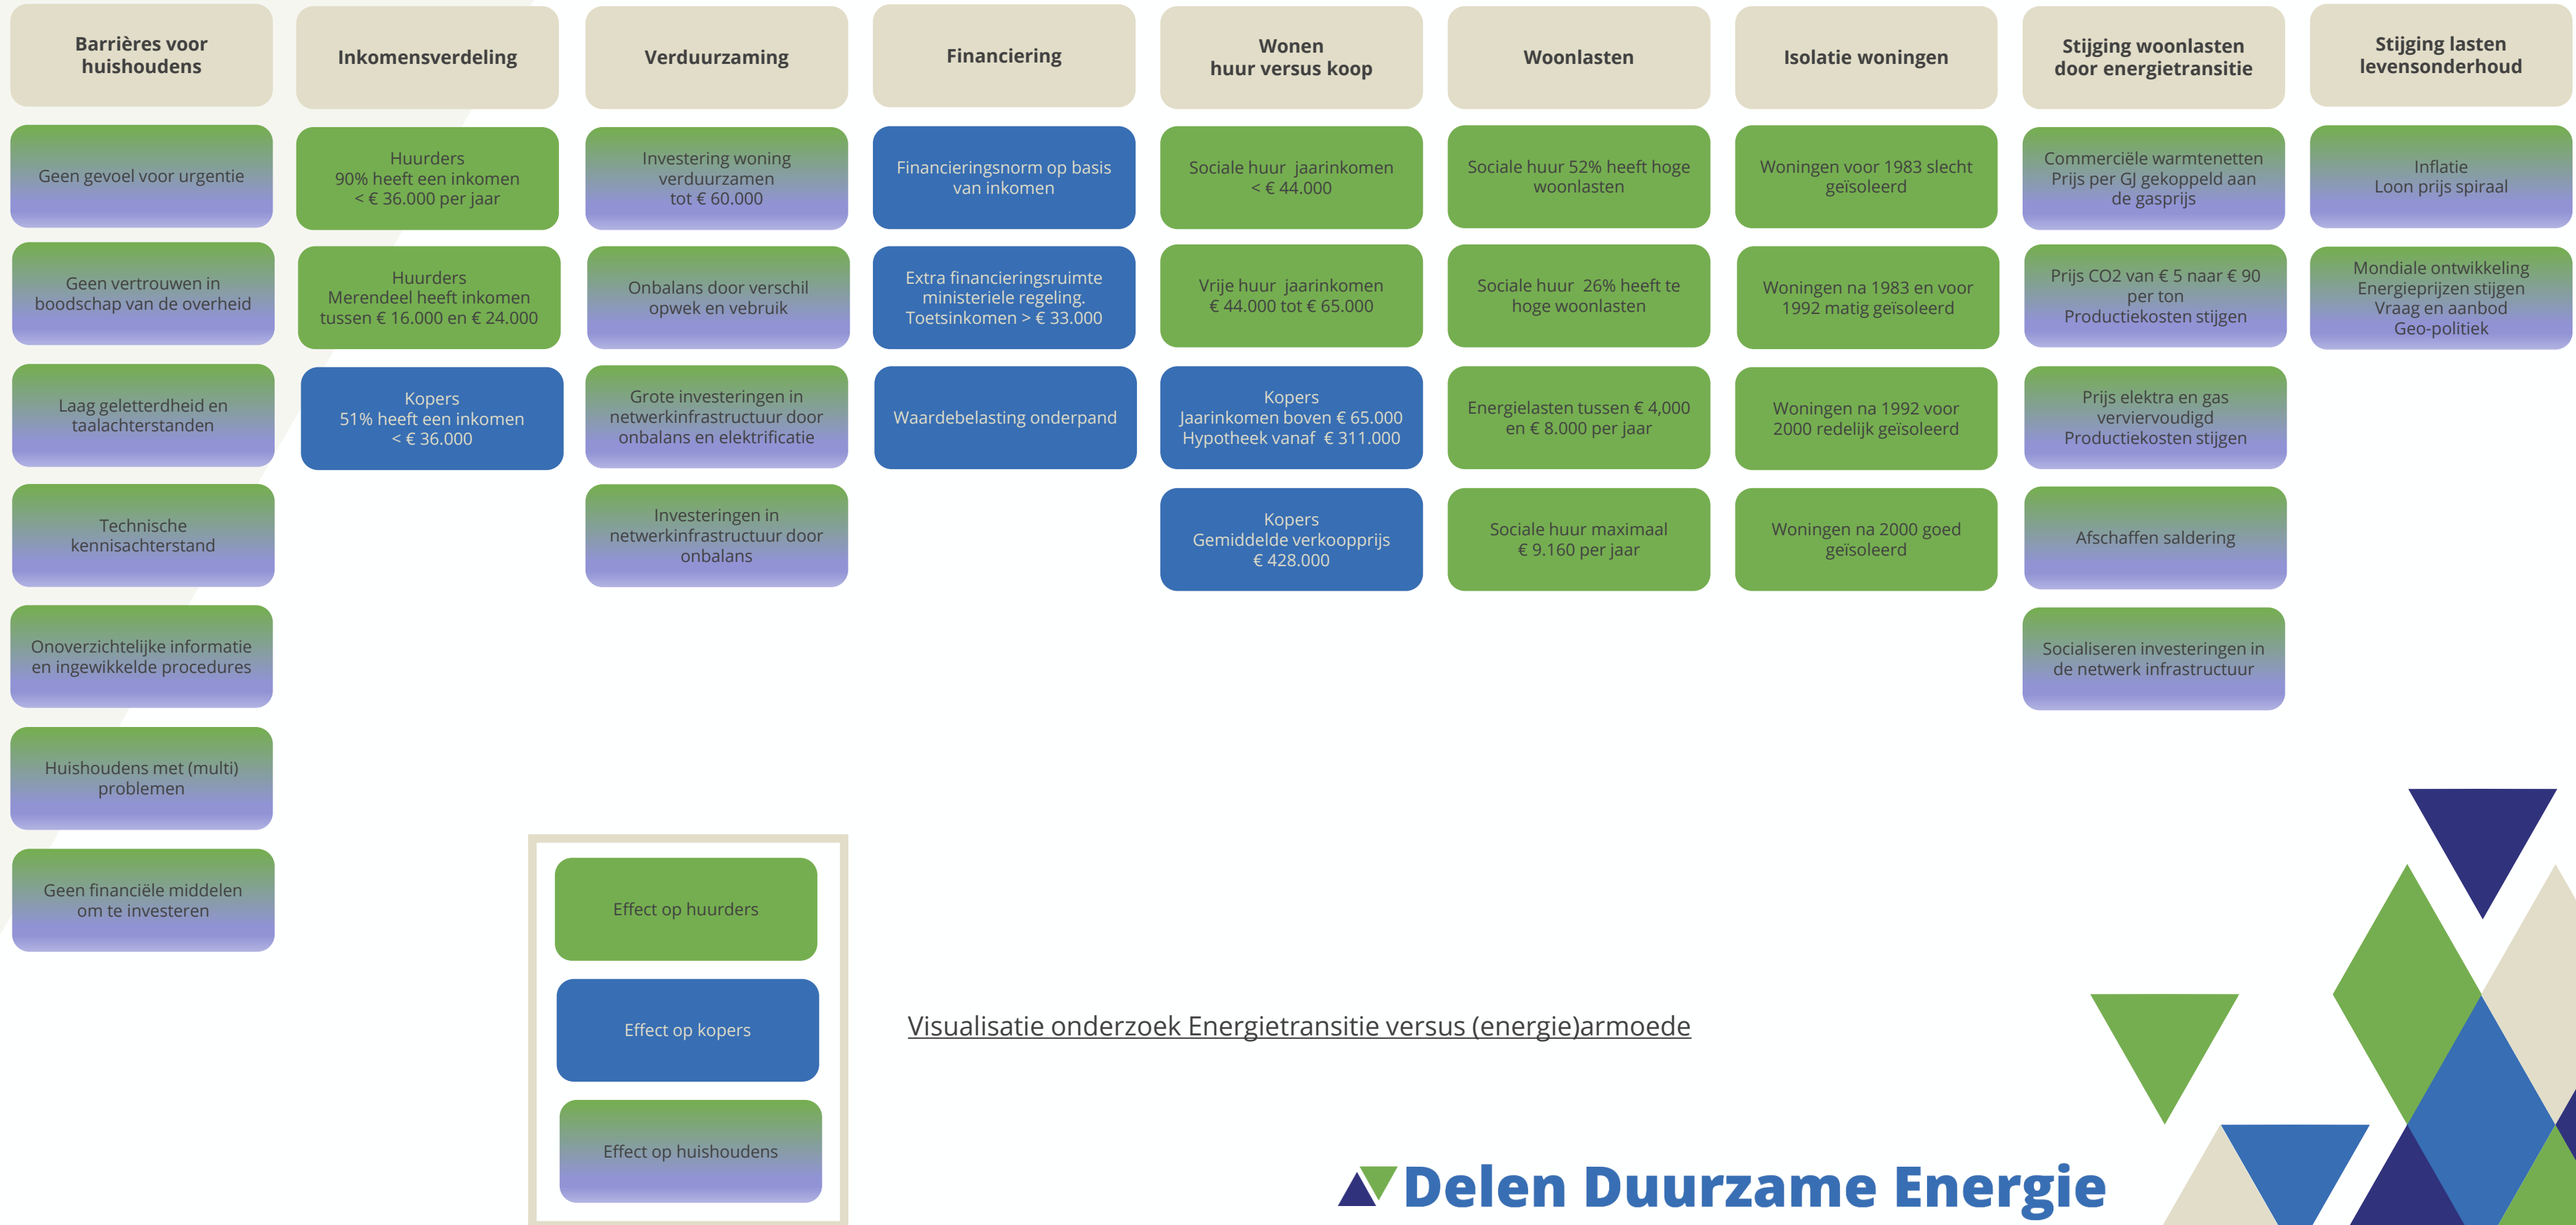 Barrières voor
huishoudens
Geen gevoel voor urgentie
Geen vertrouwen in
boodschap van de overheid
Laag geletterdheid en
taalachterstanden
Technische
kennisachterstand
Onoverzichtelijke informatie
en ingewikkelde procedures
Huishoudens met (multi)
problemen
Geen financiële middelen
om te investeren
Inkomensverdeling
Huurders
90% heeft een inkomen
< € 36.000 per jaar
Huurders
Merendeel heeft inkomen
tussen € 16.000 en € 24.000
Kopers
51% heeft een inkomen
< € 36.000
Verduurzaming
Investering woning
verduurzamen
tot € 60.000
Onbalans door verschil
opwek en vebruik
Grote investeringen in
netwerkinfrastructuur door
onbalans en elektrificatie
Investeringen in
netwerkinfrastructuur door
onbalans
Financiering
Financieringsnorm op basis
van inkomen
Extra financieringsruimte
ministeriele regeling.
Toetsinkomen > € 33.000
Waardebelasting onderpand
Wonen
huur versus koop
Sociale huur jaarinkomen
< € 44.000
Vrije huur jaarinkomen
€ 44.000 tot € 65.000
Kopers
Jaarinkomen boven € 65.000
Hypotheek vanaf € 311.000
Kopers
Gemiddelde verkoopprijs
€ 428.000
Woonlasten
Sociale huur 52% heeft hoge
woonlasten
Sociale huur 26% heeft te
hoge woonlasten
Energielasten tussen € 4,000
en € 8.000 per jaar
Sociale huur maximaal
€ 9.160 per jaar
Isolatie woningen
Woningen voor 1983 slecht
geïsoleerd
Woningen na 1983 en voor
1992 matig geïsoleerd
Woningen na 1992 voor
2000 redelijk geïsoleerd
Woningen na 2000 goed
geïsoleerd
Stijging woonlasten
door energietransitie
Commerciële warmtenetten
Prijs per GJ gekoppeld aan
de gasprijs
Prijs CO2 van € 5 naar € 90
per ton
Productiekosten stijgen
Prijs elektra en gas
verviervoudigd
Productiekosten stijgen
Afschaffen saldering
Socialiseren investeringen in
de netwerk infrastructuur
Stijging lasten
levensonderhoud
Inflatie
Loon prijs spiraal
Mondiale ontwikkeling
Energieprijzen stijgen
Vraag en aanbod
Geo-politiek
Effect op huurders
Effect op kopers
Effect op huishoudens
Visualisatie onderzoek Energietransitie versus (energie)armoede
Delen Duurzame Energie